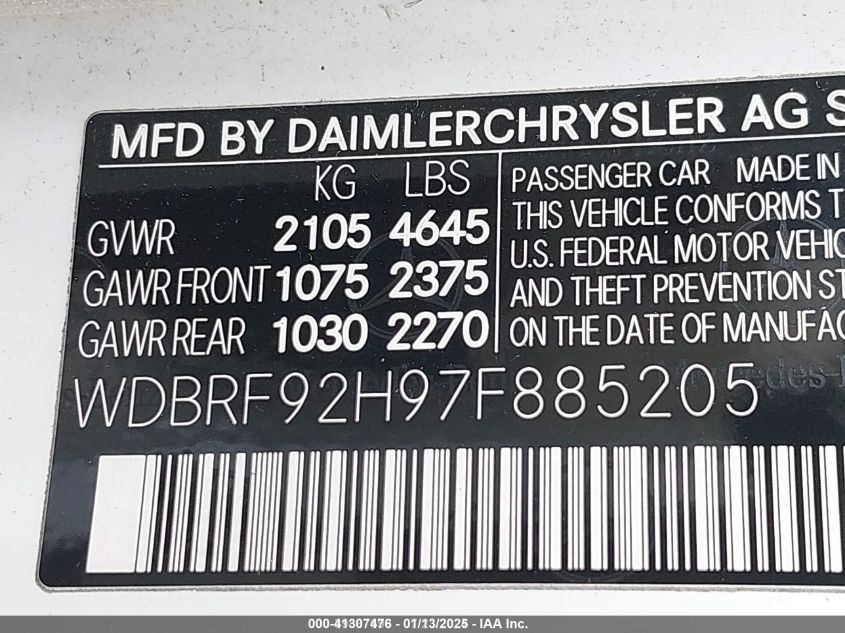 MFD BY DAIMLERCHRYSLER AG
KG LBS
GVWR 2105 4645
GAWR FRONT 1075 2375
GAWR REAR 1030 2270
PASSENGER CAR MADE IN
THIS VEHICLE CONFORMS
U.S. FEDERAL MOTOR
AND THEFT PREVENTION
ON THE DATE OF
WDBRF92H97F885205
000-41307476 - 01/13/2025 - IAA Inc.